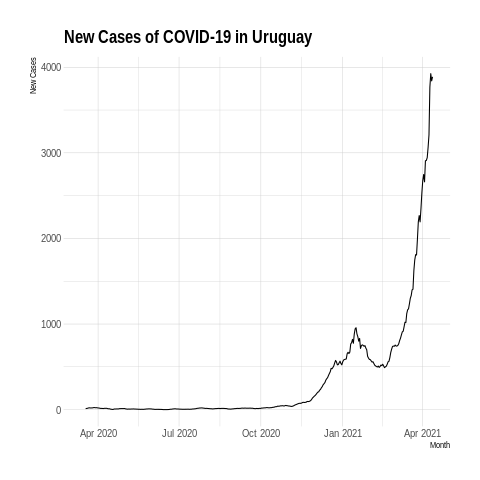 New Cases of COVID-19 in Uruguay
New Cases
4000
3000
2000
1000
0
Apr 2020 Jul 2020 Oct 2020 Jan 2021 Apr 2021
Month